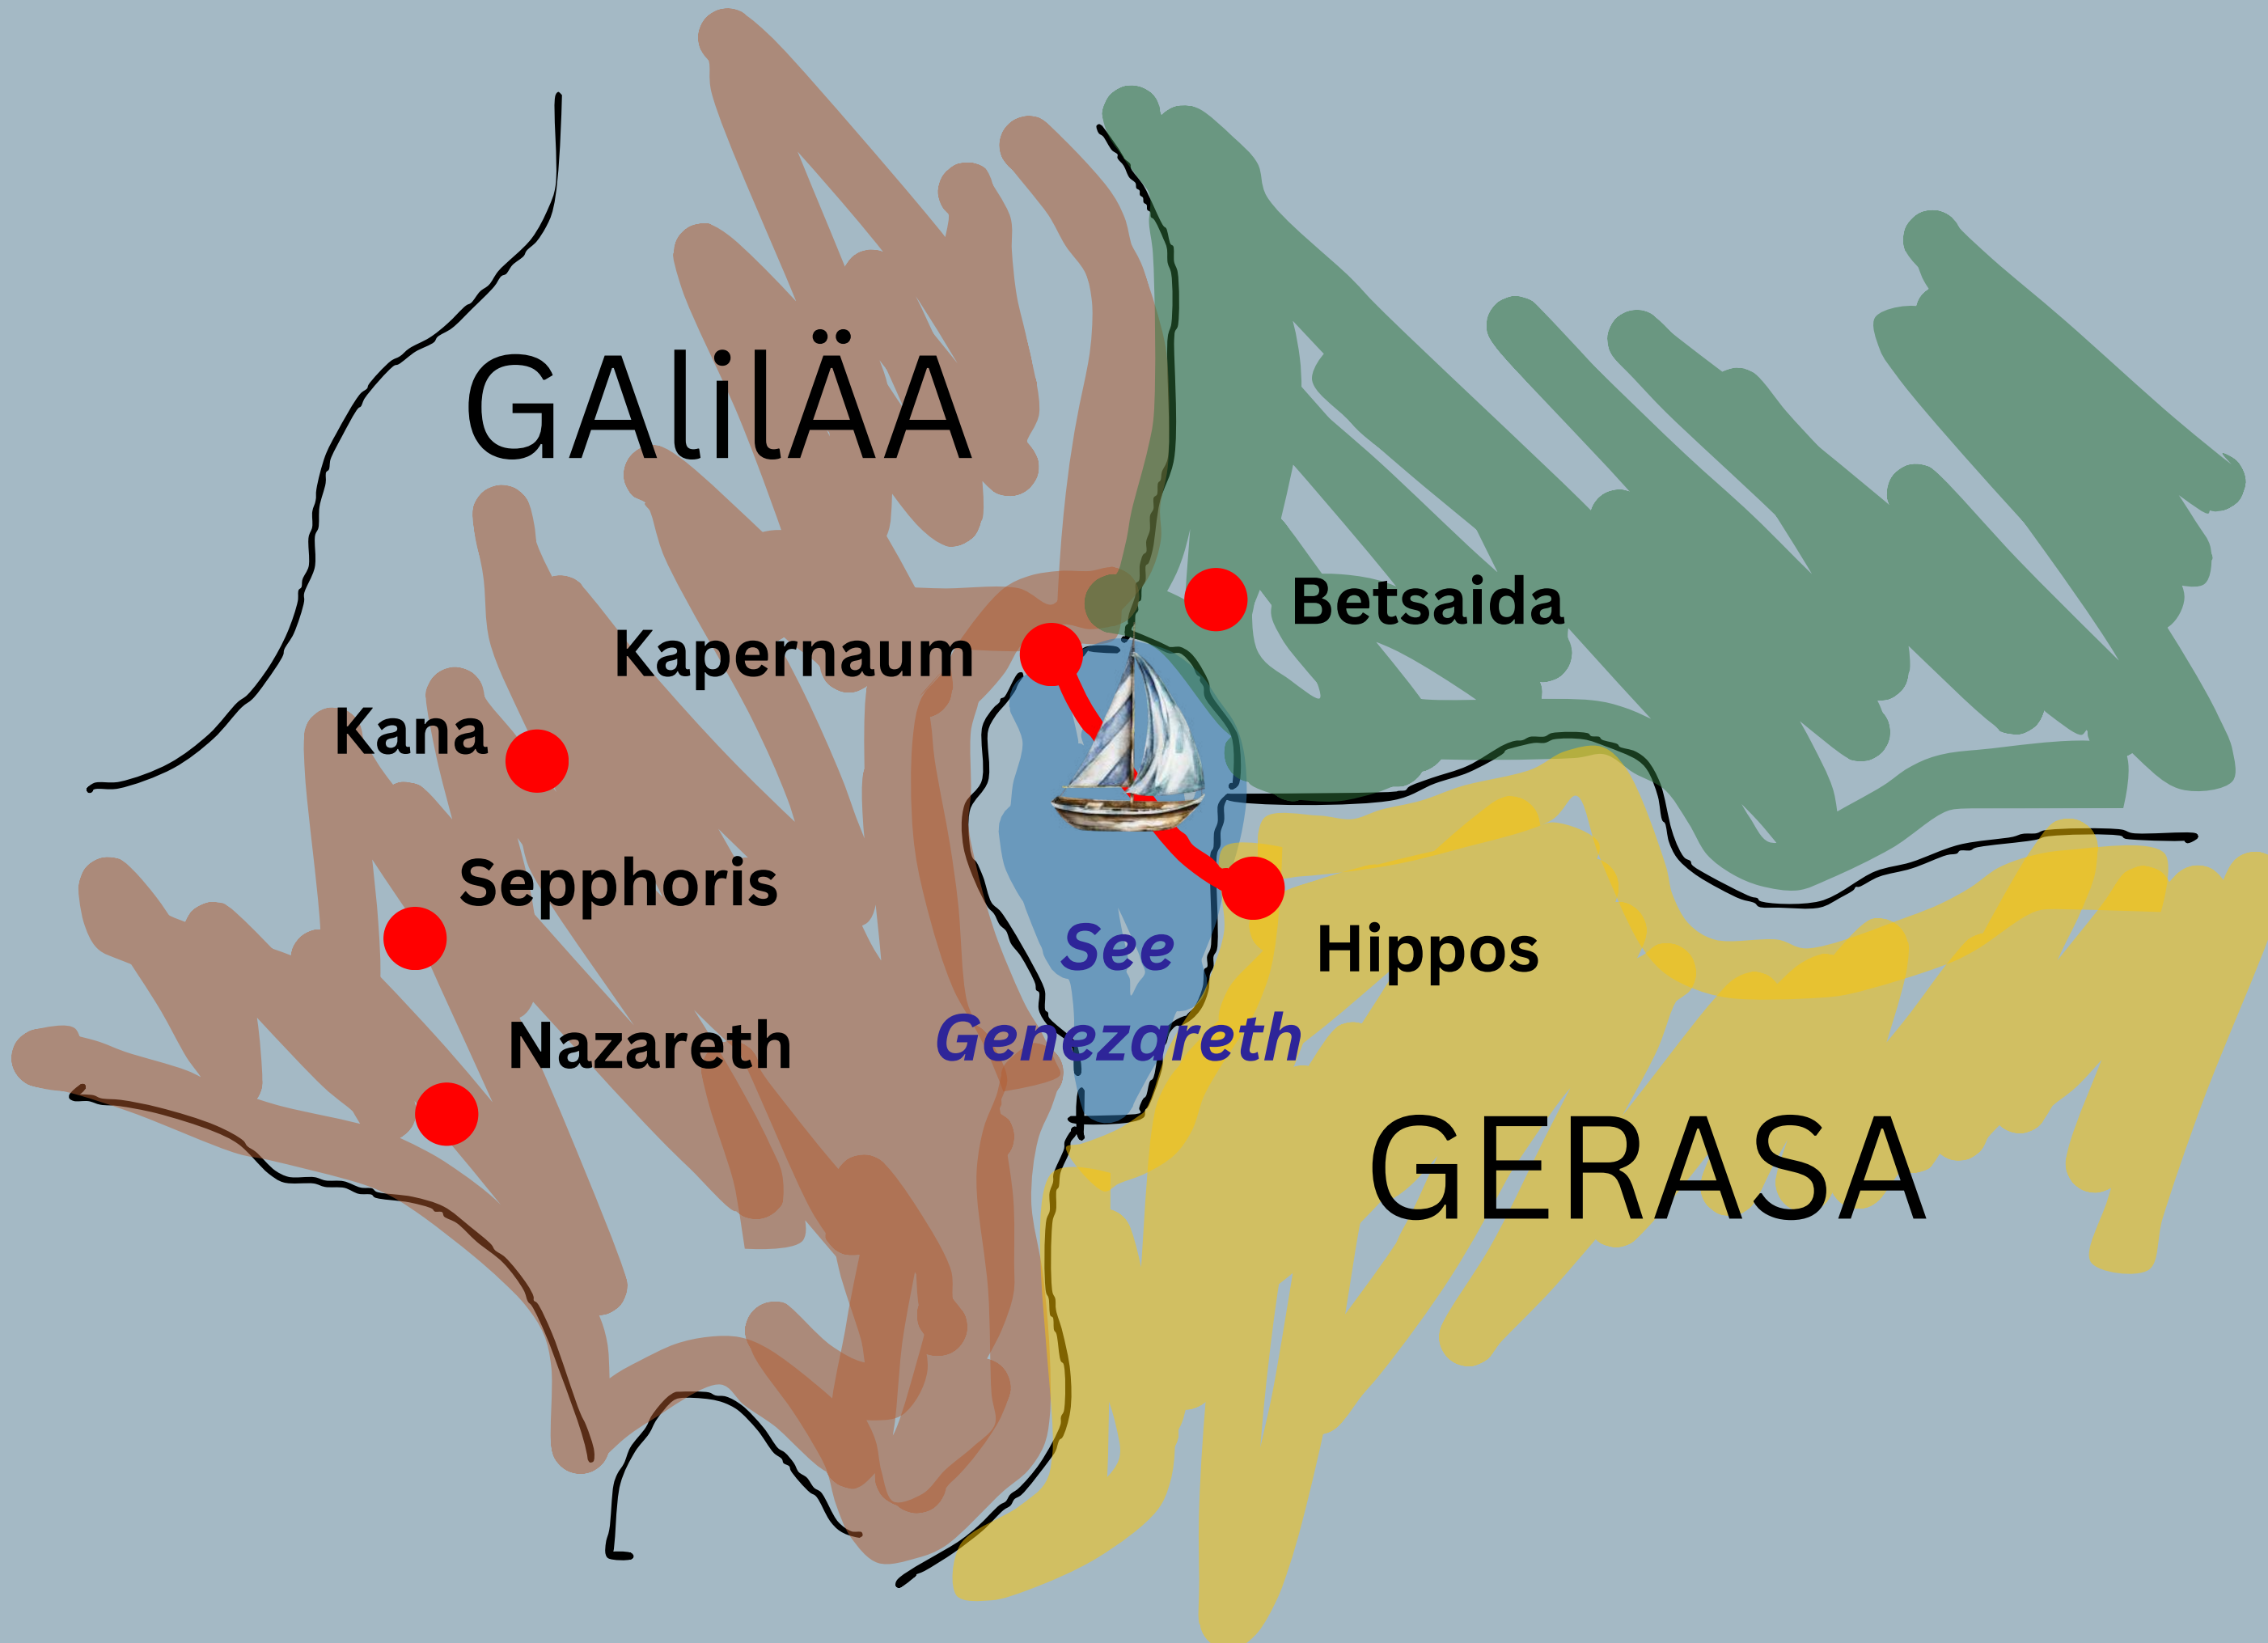 GAlilÄA
Betsaida
Kapernaum
Kana
Sepphoris
See
Genezareth
Hippos
Nazareth
GERASA